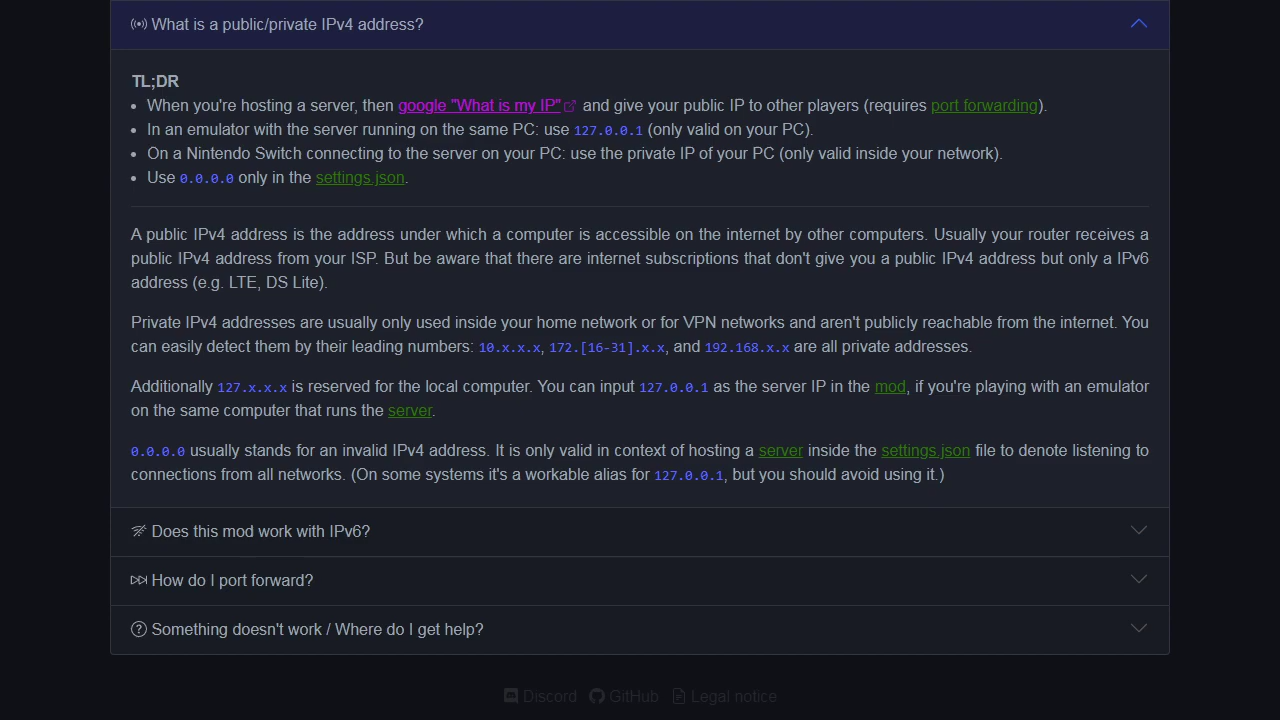 What is a public/private IPv4 address?
TL;DR
• When you're hosting a server, then google "What is my IP" and give your public IP to other players (requires port forwarding).
• In an emulator with the server running on the same PC: use 127.0.0.1 (only valid on your PC).
• On a Nintendo Switch connecting to the server on your PC: use the private IP of your PC (only valid inside your network).
• Use 0.0.0.0 only in the settings.json.
A public IPv4 address is the address under which a computer is accessible on the internet by other computers. Usually your router receives a
public IPv4 address from your ISP. But be aware that there are internet subscriptions that don't give you a public IPv4 address but only a IPv6
address (e.g. LTE, DS Lite).
Private IPv4 addresses are usually only used inside your home network or for VPN networks and aren't publicly reachable from the internet. You
can easily detect them by their leading numbers: 10.x.x.x, 172.[16-31].x.x, and 192.168.x.x are all private addresses.
Additionally 127.x.x.x is reserved for the local computer. You can input 127.0.0.1 as the server IP in the mod, if you're playing with an emulator
on the same computer that runs the server.
0.0.0.0 usually stands for an invalid IPv4 address. It is only valid in context of hosting a server inside the settings.json file to denote listening to
connections from all networks. (On some systems it's a workable alias for 127.0.0.1, but you should avoid using it.)
Does this mod work with IPv6?
How do I port forward?
Something doesn't work / Where do I get help?
Discord GitHub Legal notice